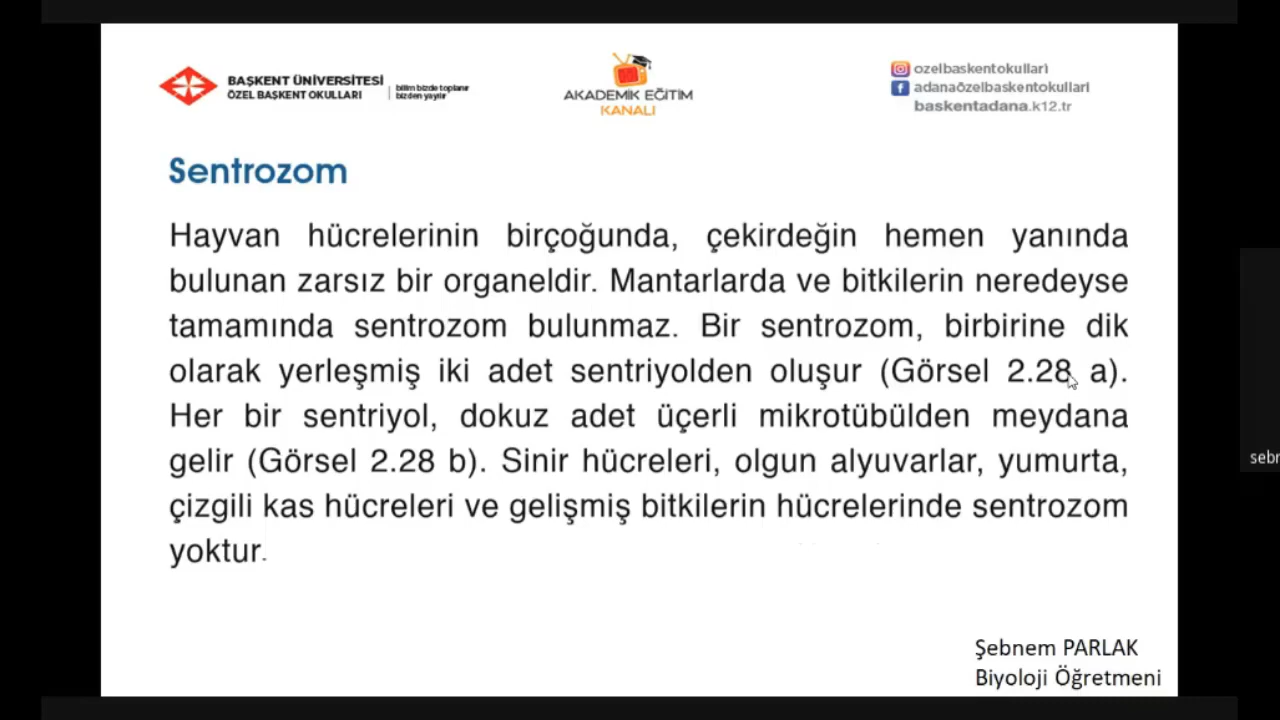 BAŞKENT ÜNİVERSİTESİ
ÖZEL BAŞKENT OKULLARI
bilim bizde toplanır
bizden yayılır
AKADEMİK EĞİTİM
KANALI
ozelbaskentokullari
adanaözelbaskentokullari
baskentadana.k12.tr
Sentrozom
Hayvan hücrelerinin birçoğunda, çekirdeğin hemen yanında
bulunan zarsız bir organeldir. Mantarlarda ve bitkilerin neredeyse
tamamında sentrozom bulunmaz. Bir sentrozom, birbirine dik
olarak yerleşmiş iki adet sentriyolden oluşur (Görsel 2.28 a).
Her bir sentriyol, dokuz adet üçerli mikrotübülden meydana
gelir (Görsel 2.28 b). Sinir hücreleri, olgun alyuvarlar, yumurta,
çizgili kas hücreleri ve gelişmiş bitkilerin hücrelerinde sentrozom
yoktur.
Şebnem PARLAK
Biyoloji Öğretmeni